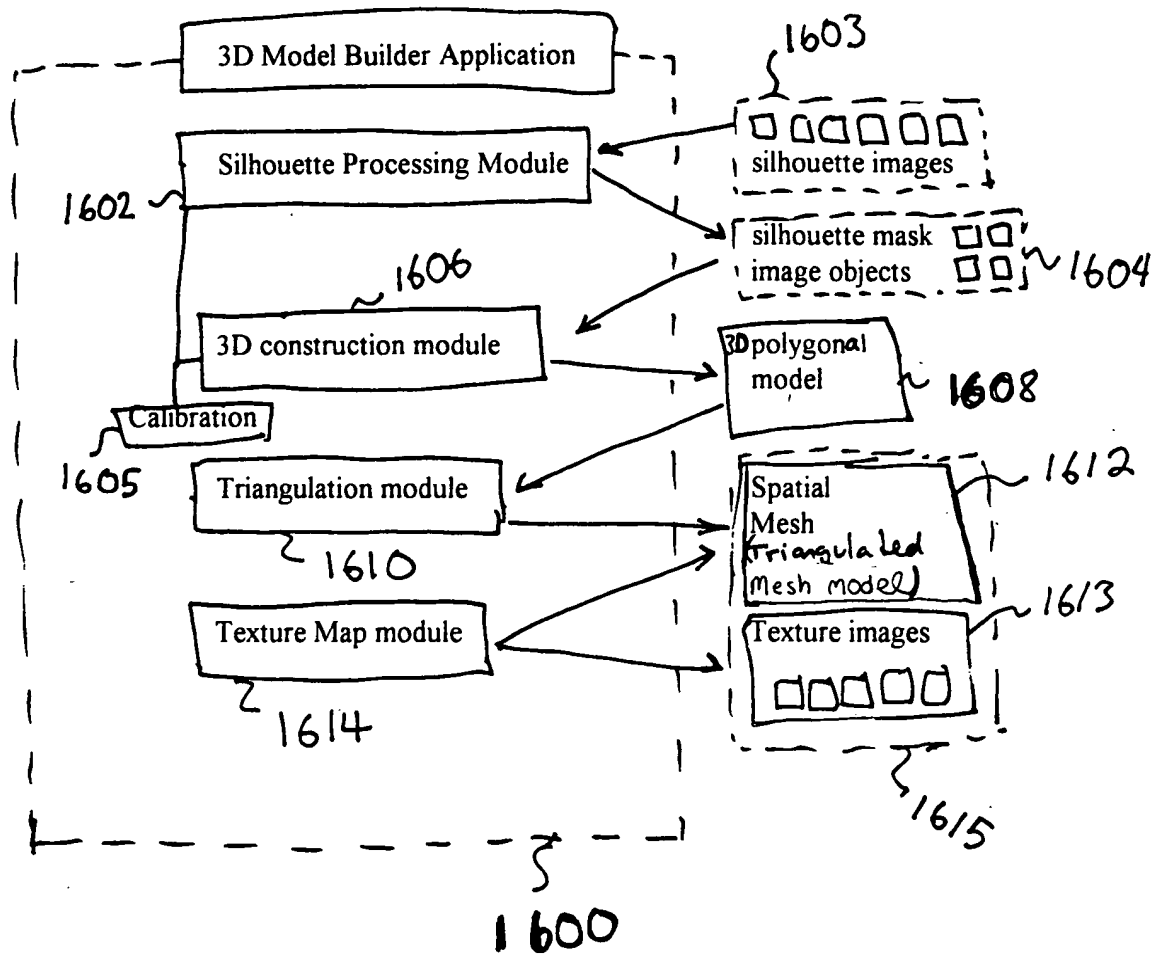 1603
3D Model Builder Application
Silhouette Processing Module
silhouette images
1602
silhouette mask
image objects
1604
1606
3D construction module
3D polygonal
model
1608
Calibration
1605
Triangulation module
1610
Spatial
Mesh
(Triangulated
Mesh model)
1612
1613
Texture Map module
Texture images
1614
1615
1600